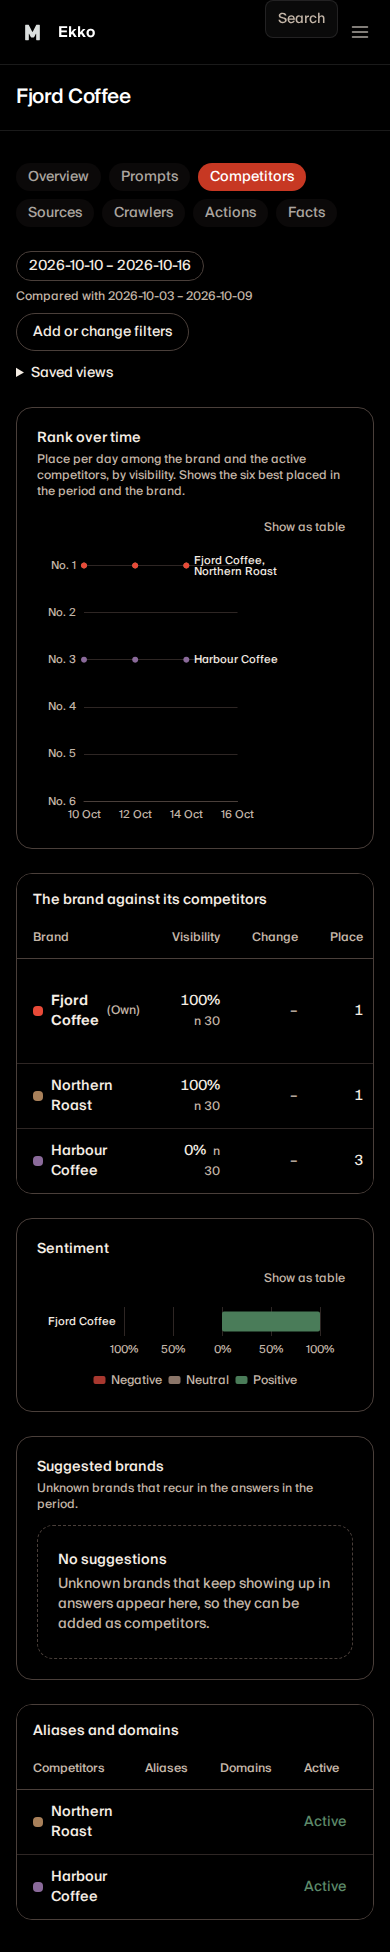 Search
Ekko
Fjord Coffee
Overview Prompts Competitors
Sources Crawlers Actions Facts
2026-10-10 – 2026-10-16
Compared with 2026-10-03 – 2026-10-09
Add or change filters
Saved views
Rank over time
Place per day among the brand and the active
competitors, by visibility. Shows the six best placed in
the period and the brand.
Show as table
No. 1
Fjord Coffee,
Northern Roast
No. 2
No. 3 Harbour Coffee
No. 4
No. 5
No. 6
10 Oct 12 Oct 14 Oct 16 Oct
The brand against its competitors
Brand Visibility Change Place
Fjord
Coffee (Own) 100%
n 30 – 1
Northern
Roast 100%
n 30 – 1
Harbour
Coffee 0% n
30 – 3
Sentiment
Show as table
Fjord Coffee
100% 50% 0% 50% 100%
Negative Neutral Positive
Suggested brands
Unknown brands that recur in the answers in the
period.
No suggestions
Unknown brands that keep showing up in
answers appear here, so they can be
added as competitors.
Aliases and domains
Competitors Aliases Domains Active
Northern
Roast Active
Harbour
Coffee Active